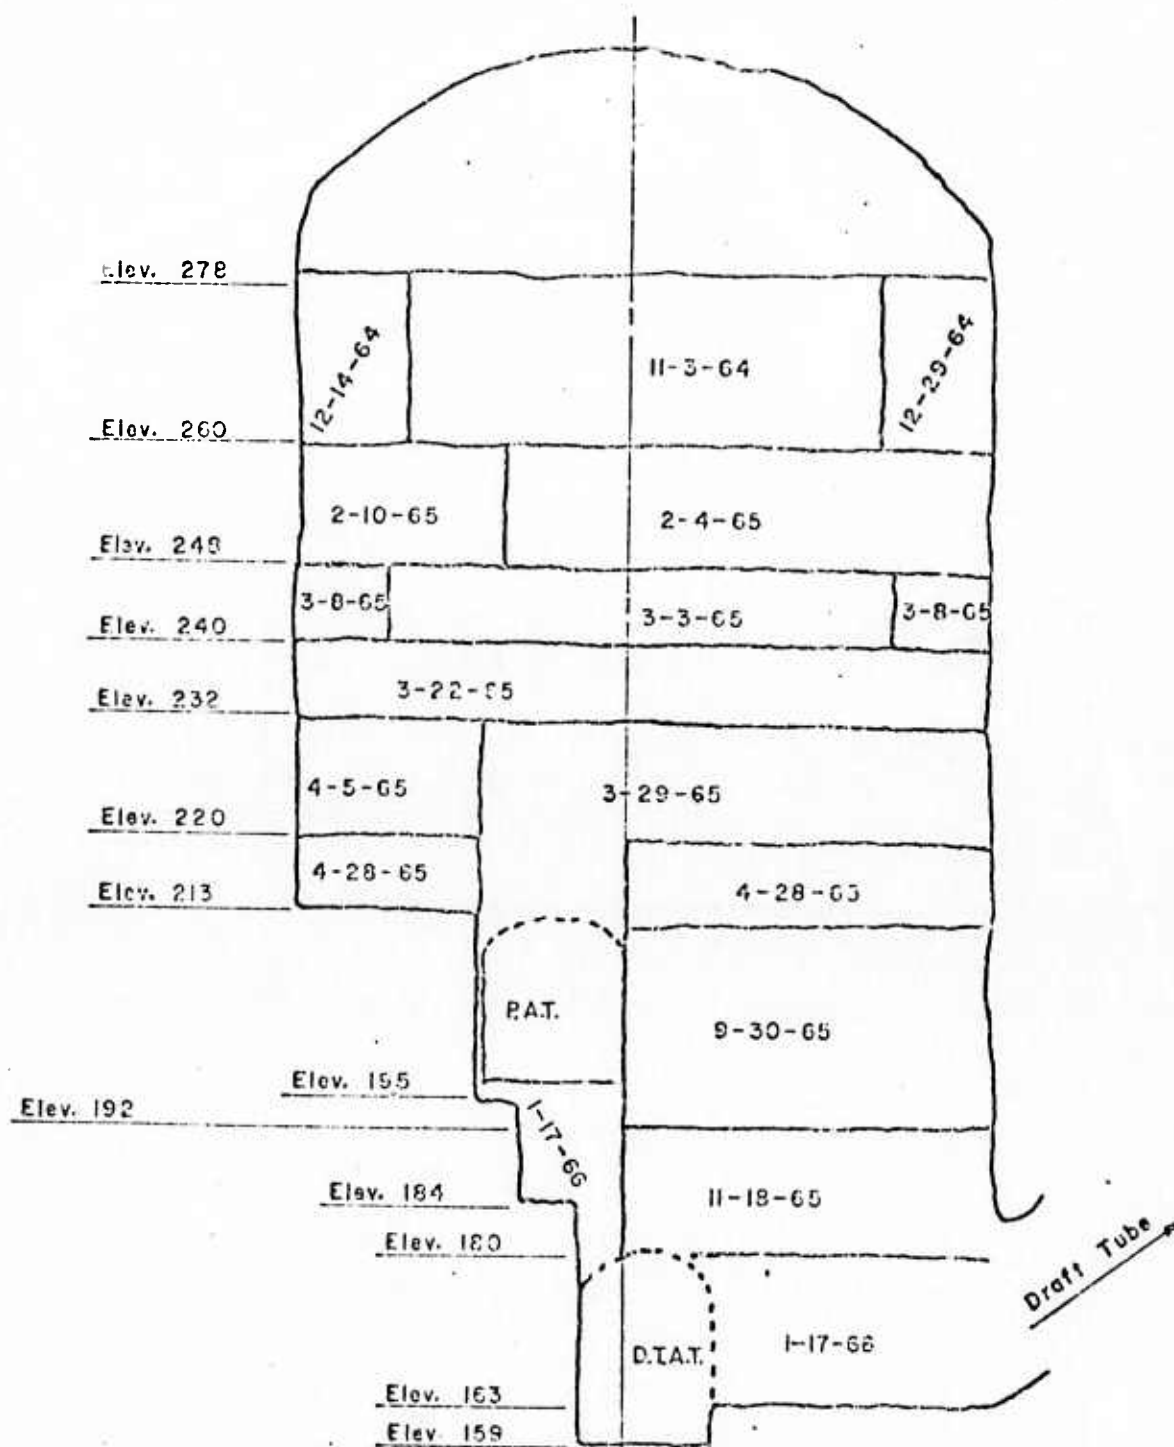 Elev. 278
12-14-64
11-3-64
12-29-64
Elev. 260
2-10-65
2-4-65
Elev. 248
3-8-65
3-3-65
3-8-65
Elev. 240
3-22-65
Elev. 232
4-5-65
3-29-65
Elev. 220
4-28-65
4-28-65
Elev. 213
P.A.T.
9-30-65
Elev. 195
Elev. 192
1-17-66
Elev. 184
11-18-65
Elev. 180
Draft Tube
D.T.A.T.
1-17-66
Elev. 163
Elev 159